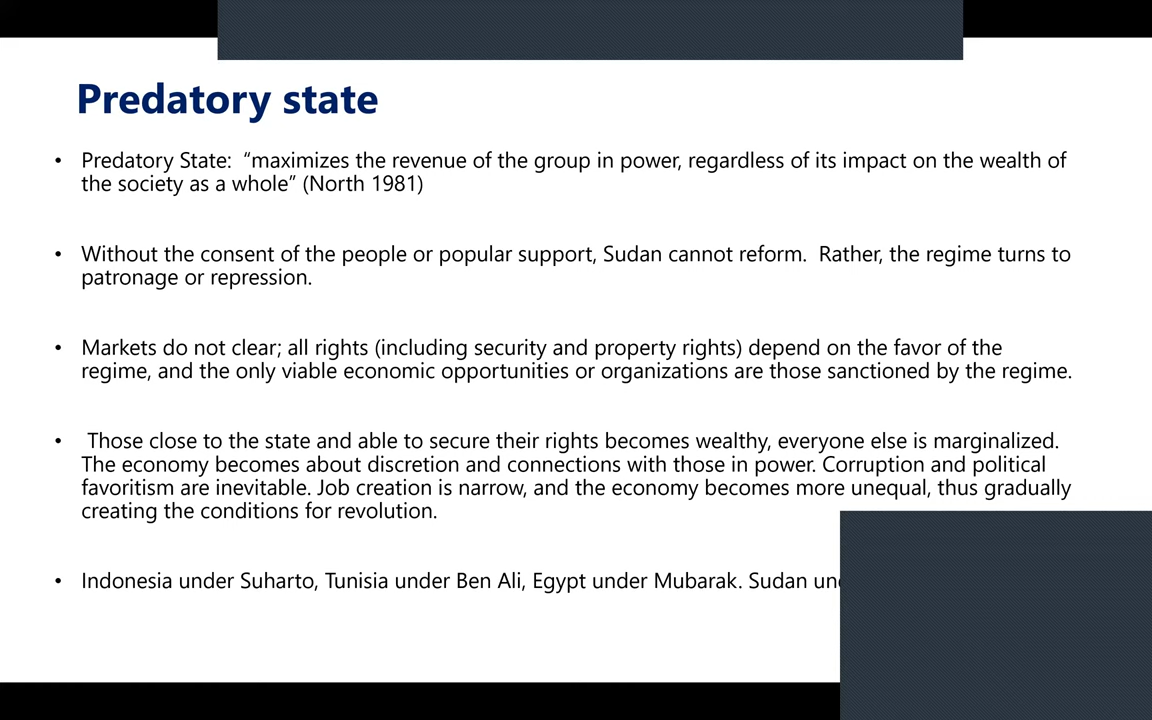 Predatory state
• Predatory State:  “maximizes the revenue of the group in power, regardless of its impact on the wealth of
the society as a whole” (North 1981)
• Without the consent of the people or popular support, Sudan cannot reform.  Rather, the regime turns to
patronage or repression.
• Markets do not clear; all rights (including security and property rights) depend on the favor of the
regime, and the only viable economic opportunities or organizations are those sanctioned by the regime.
• Those close to the state and able to secure their rights becomes wealthy, everyone else is marginalized.
The economy becomes about discretion and connections with those in power. Corruption and political
favoritism are inevitable. Job creation is narrow, and the economy becomes more unequal, thus gradually
creating the conditions for revolution.
• Indonesia under Suharto, Tunisia under Ben Ali, Egypt under Mubarak. Sudan